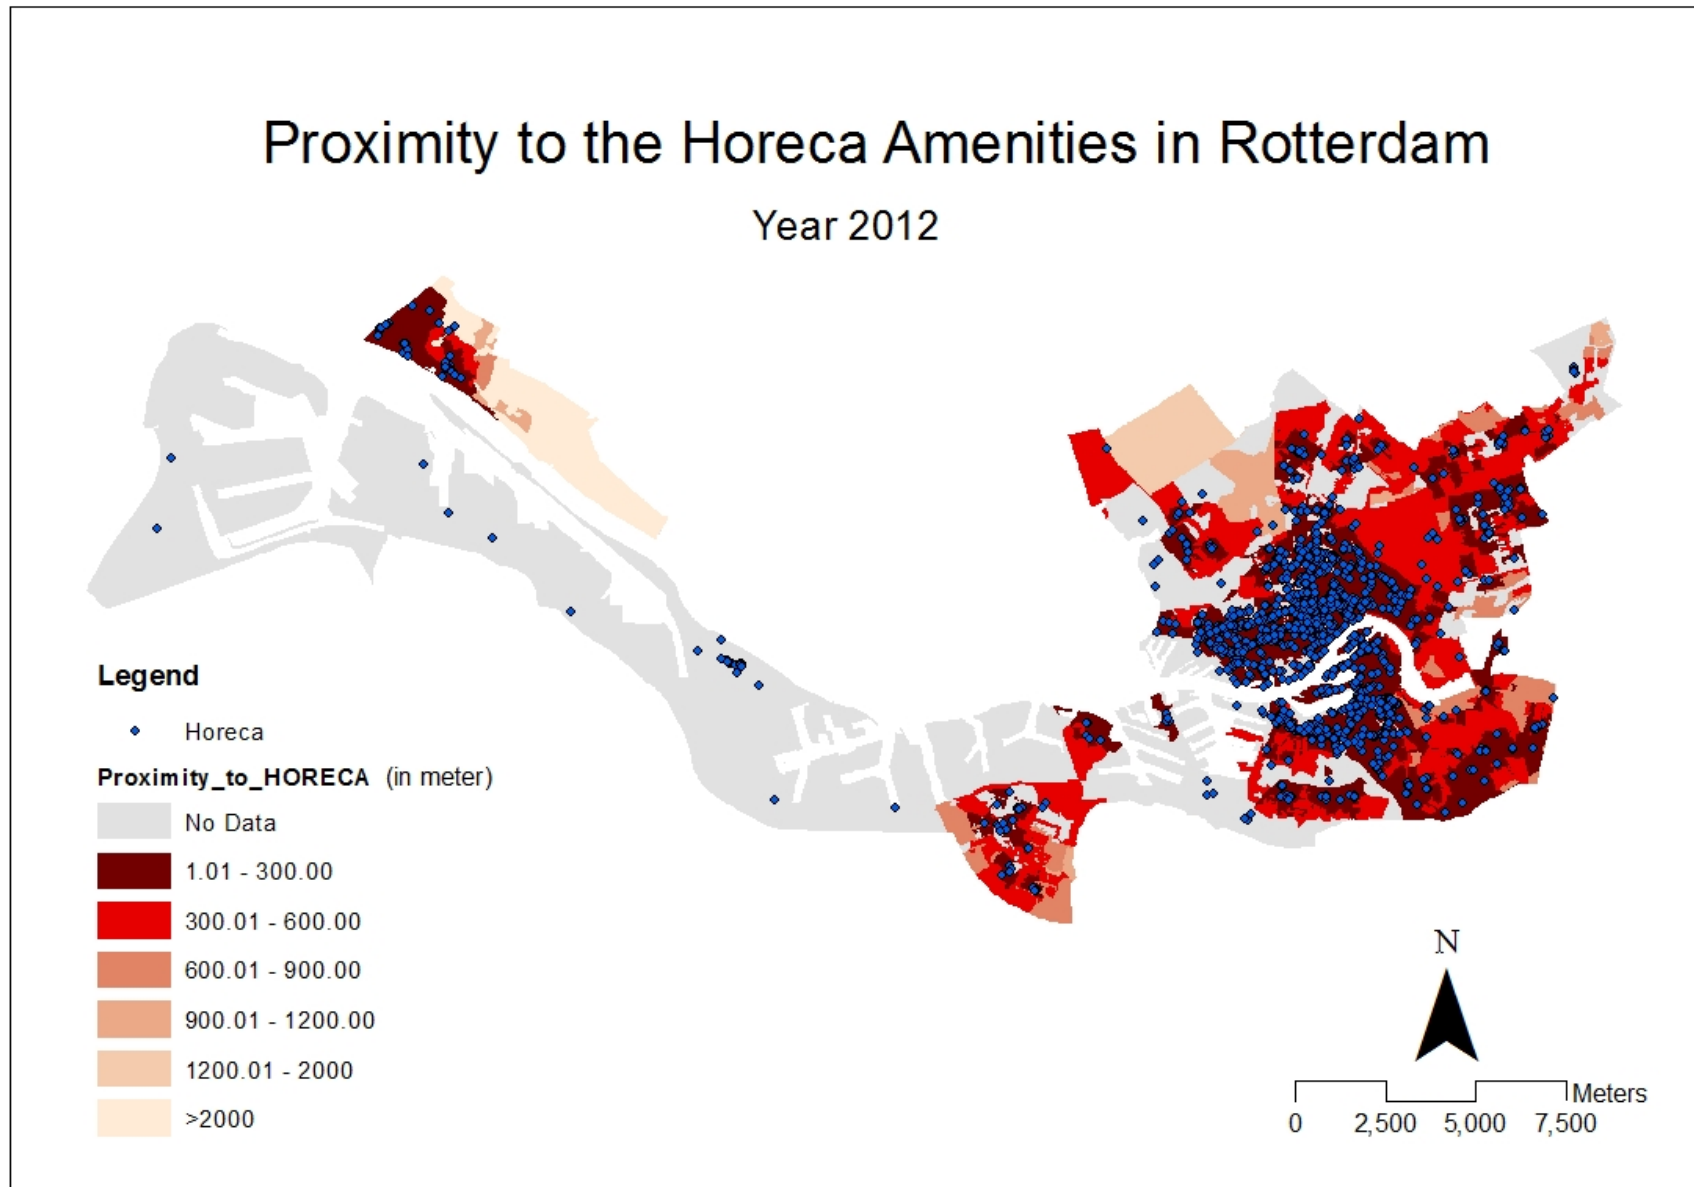 Proximity to the Horeca Amenities in Rotterdam
Year 2012
Legend
Horeca
Proximity_to_HORECA (in meter)
No Data
1.01 - 300.00
300.01 - 600.00
600.01 - 900.00
900.01 - 1200.00
1200.01 - 2000
>2000
N
Meters
0 2,500 5,000 7,500